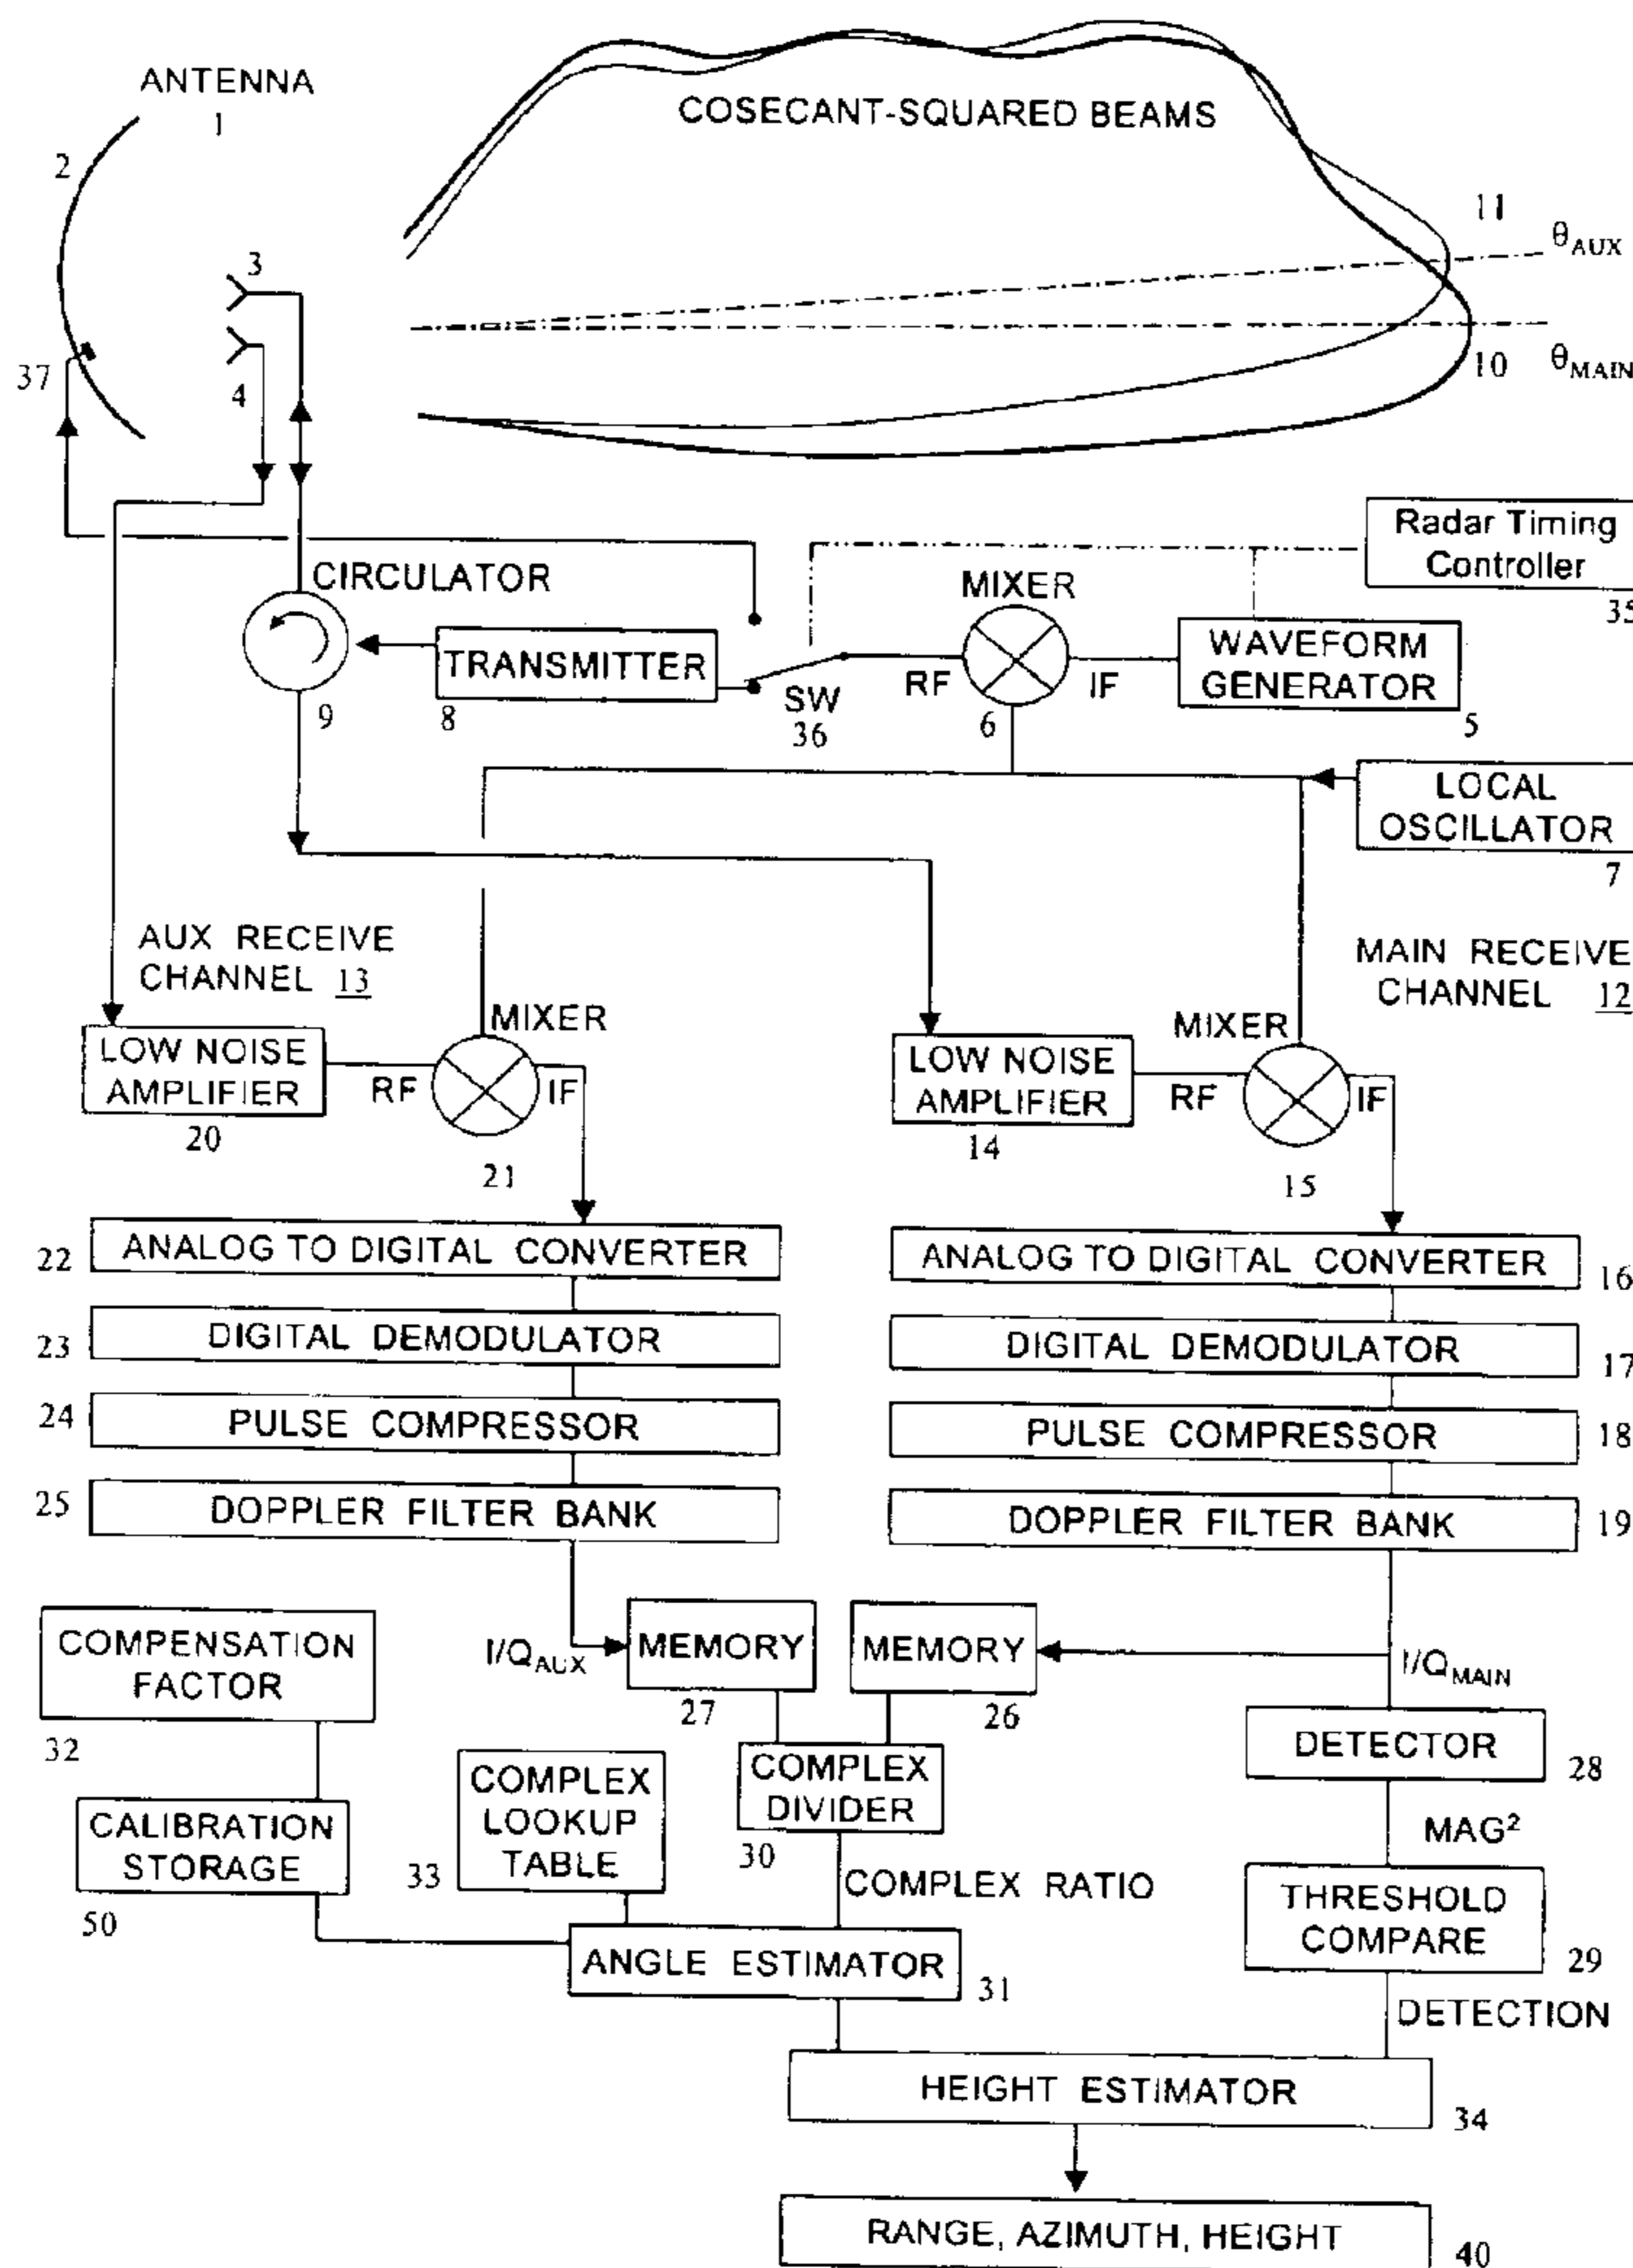 ANTENNA
1
2
COSECANT-SQUARED BEAMS
11
θAUX
3
4
37
10
θMAIN
Radar Timing
Controller
35
CIRCULATOR
9
TRANSMITTER
8
SW
36
MIXER
RF
IF
6
WAVEFORM
GENERATOR
5
LOCAL
OSCILLATOR
7
AUX RECEIVE
CHANNEL 13
MAIN RECEIVE
CHANNEL 12
LOW NOISE
AMPLIFIER
20
RF
MIXER
IF
21
LOW NOISE
AMPLIFIER
14
RF
MIXER
IF
15
22
ANALOG TO DIGITAL CONVERTER
ANALOG TO DIGITAL CONVERTER
16
23
DIGITAL DEMODULATOR
DIGITAL DEMODULATOR
17
24
PULSE COMPRESSOR
PULSE COMPRESSOR
18
25
DOPPLER FILTER BANK
DOPPLER FILTER BANK
19
COMPENSATION
FACTOR
32
I/QAUX
MEMORY
27
MEMORY
26
I/QMAIN
DETECTOR
28
CALIBRATION
STORAGE
50
COMPLEX
LOOKUP
TABLE
33
COMPLEX
DIVIDER
30
COMPLEX RATIO
MAG²
THRESHOLD
COMPARE
29
ANGLE ESTIMATOR
31
DETECTION
HEIGHT ESTIMATOR
34
RANGE, AZIMUTH, HEIGHT
40